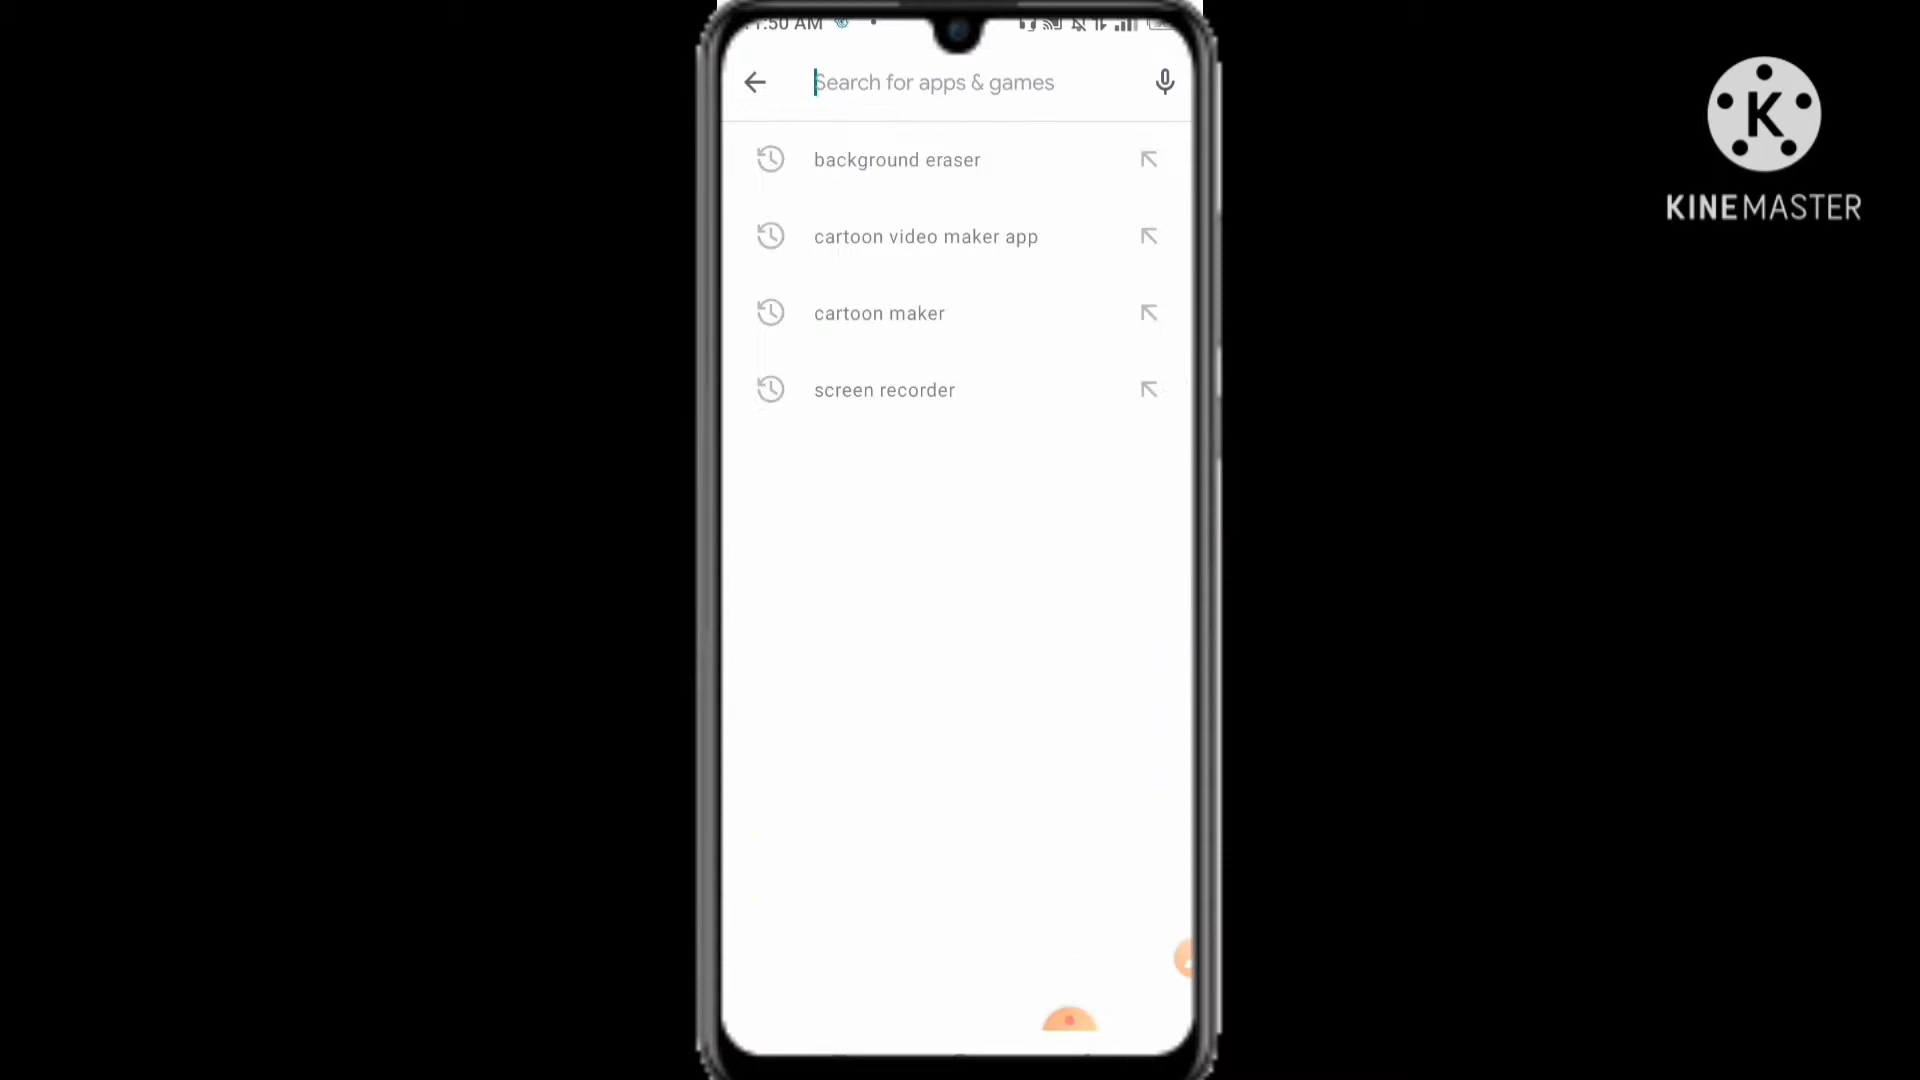 1:50 AM
Search for apps & games
background eraser
cartoon video maker app
cartoon maker
screen recorder
K
KINEMASTER